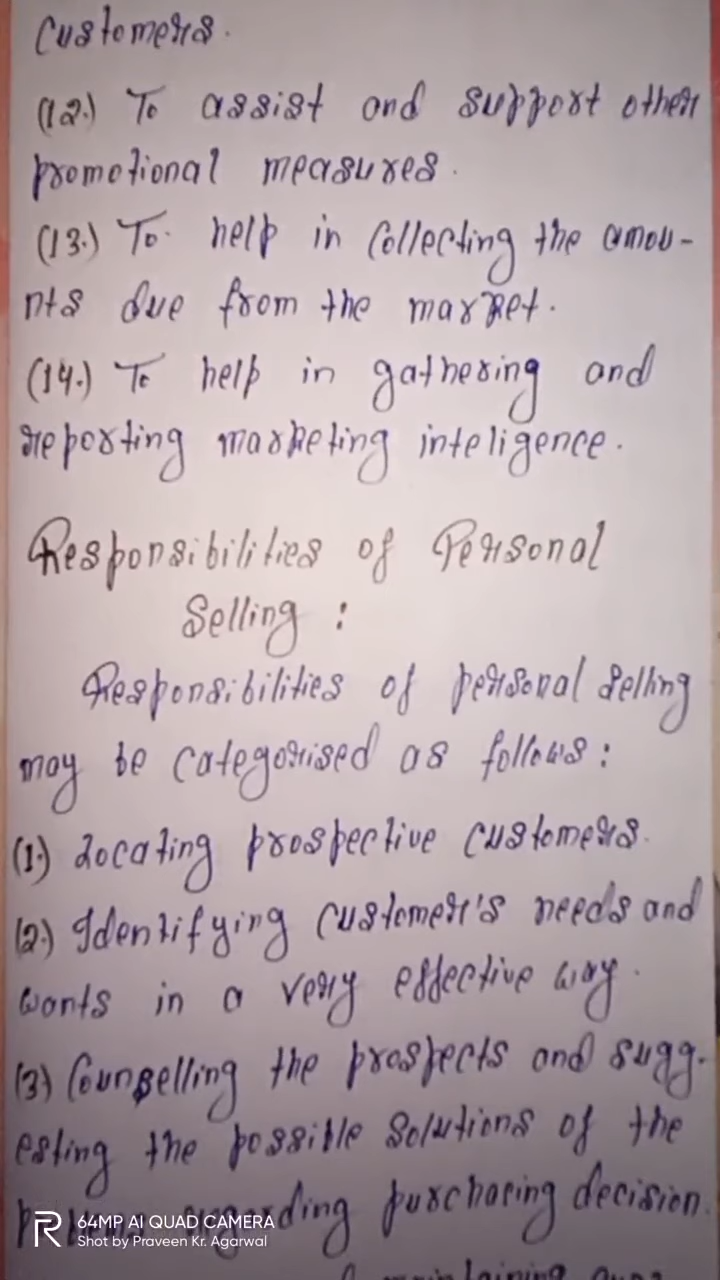 Customers.
(12.) To assist and support other
promotional measures.
(13.) To help in Collecting the amou-
nts due from the market.
(14.) To help in gathering and
reporting marketing inteligence.
Responsibilities of Personal
Selling :
Responsibilities of personal selling
may be categorised as follows :
(1.) Locating prospective customers.
(2.) Identifying customer's needs and
wants in a very effective way.
(3) Counselling the prospects and sugg-
esting the possible solutions of the
regarding purchasing decision.
R 64MP AI QUAD CAMERA
Shot by Praveen Kr. Agarwal
maintaining